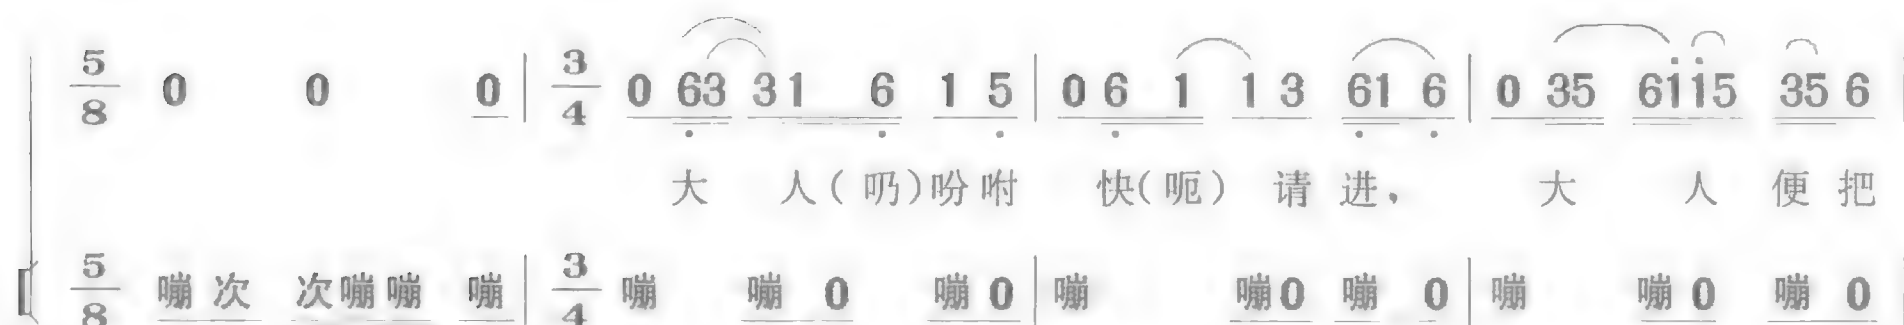 5/8 0 0 0 | 3/4 0 63 31 6 1 5 | 0 6 1 1 3 61 6 | 0 35 61 15 35 6
大 人(叨)吩咐 快(呃) 请 进, 大 人 便 把
5/8 嘣 次 次 嘣 嘣 嘣 | 3/4 嘣 嘣 0 嘣 0 | 嘣 嘣 0 嘣 0 | 嘣 嘣 0 嘣 0